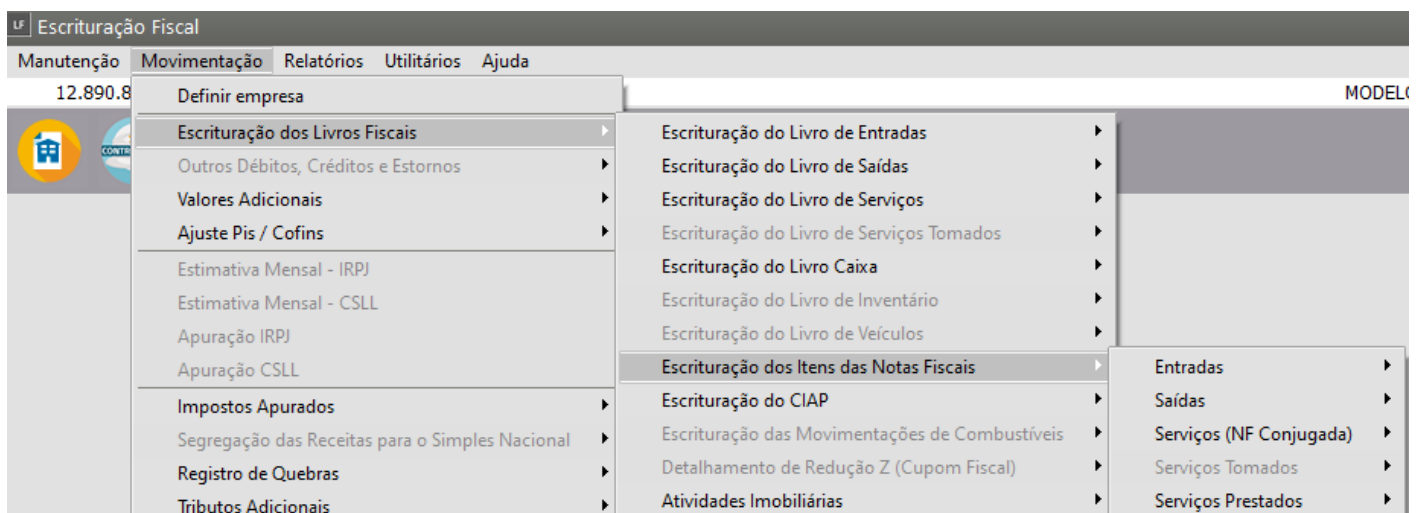 LF Escrituração Fiscal
Manutenção Movimentação Relatórios Utilitários Ajuda
12.890.8
MODELO
CONTR
Definir empresa
Escrituração dos Livros Fiscais
Outros Débitos, Créditos e Estornos
Valores Adicionais
Ajuste Pis / Cofins
Estimativa Mensal - IRPJ
Estimativa Mensal - CSLL
Apuração IRPJ
Apuração CSLL
Impostos Apurados
Segregação das Receitas para o Simples Nacional
Registro de Quebras
Tributos Adicionais
Escrituração do Livro de Entradas
Escrituração do Livro de Saídas
Escrituração do Livro de Serviços
Escrituração do Livro de Serviços Tomados
Escrituração do Livro Caixa
Escrituração do Livro de Inventário
Escrituração do Livro de Veículos
Escrituração dos Itens das Notas Fiscais
Escrituração do CIAP
Escrituração das Movimentações de Combustíveis
Detalhamento de Redução Z (Cupom Fiscal)
Atividades Imobiliárias
Entradas
Saídas
Serviços (NF Conjugada)
Serviços Tomados
Serviços Prestados